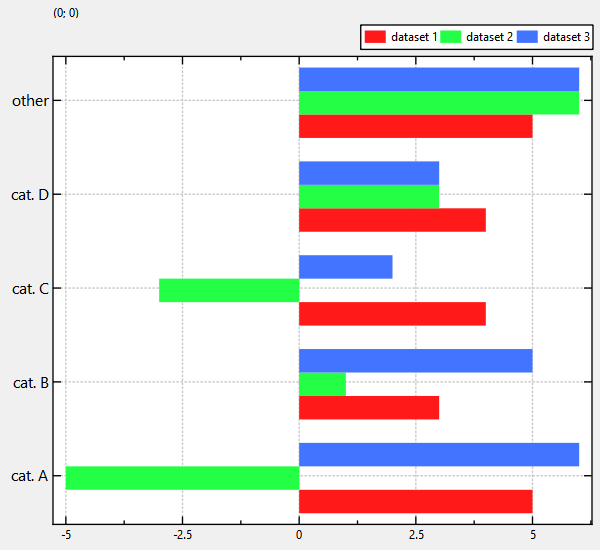 (0; 0)
dataset 1 dataset 2 dataset 3
other
cat. D
cat. C
cat. B
cat. A
-5 -2.5 0 2.5 5